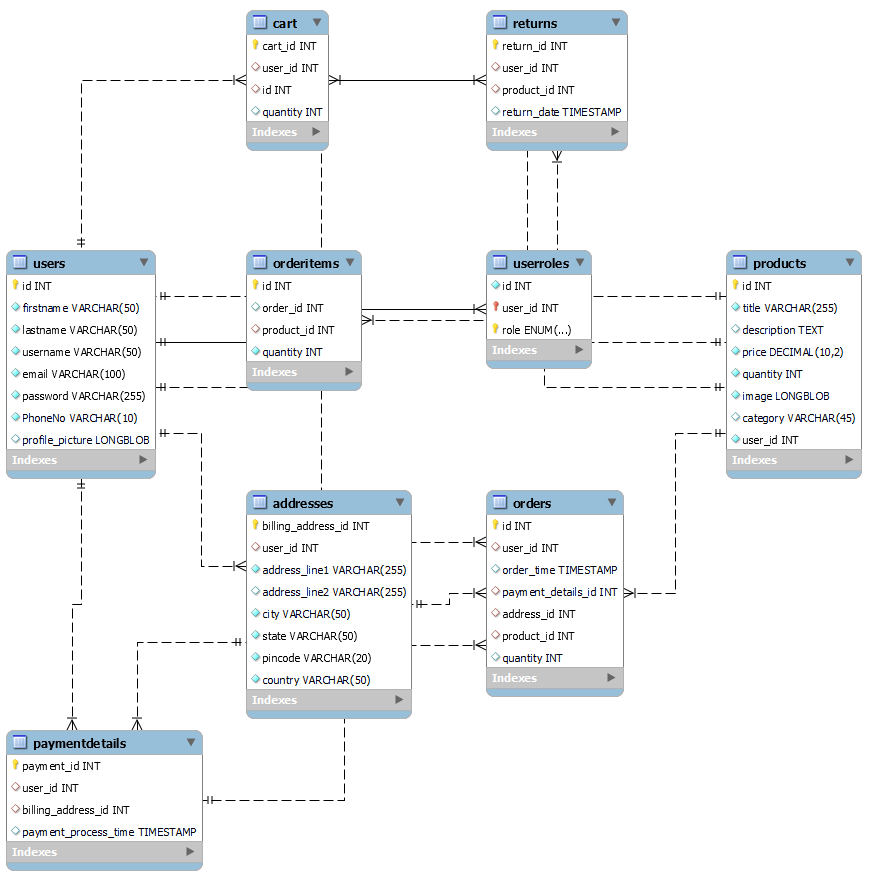 cart
cart_id INT
user_id INT
id INT
quantity INT
Indexes
returns
return_id INT
user_id INT
product_id INT
return_date TIMESTAMP
Indexes
users
id INT
firstname VARCHAR(50)
lastname VARCHAR(50)
username VARCHAR(50)
email VARCHAR(100)
password VARCHAR(255)
PhoneNo VARCHAR(10)
profile_picture LONGBLOB
Indexes
orderitems
id INT
order_id INT
product_id INT
quantity INT
Indexes
userroles
id INT
user_id INT
role ENUM(...)
Indexes
products
id INT
title VARCHAR(255)
description TEXT
price DECIMAL(10,2)
quantity INT
image LONGBLOB
category VARCHAR(45)
user_id INT
Indexes
addresses
billing_address_id INT
user_id INT
address_line1 VARCHAR(255)
address_line2 VARCHAR(255)
city VARCHAR(50)
state VARCHAR(50)
pincode VARCHAR(20)
country VARCHAR(50)
Indexes
orders
id INT
user_id INT
order_time TIMESTAMP
payment_details_id INT
address_id INT
product_id INT
quantity INT
Indexes
paymentdetails
payment_id INT
user_id INT
billing_address_id INT
payment_process_time TIMESTAMP
Indexes